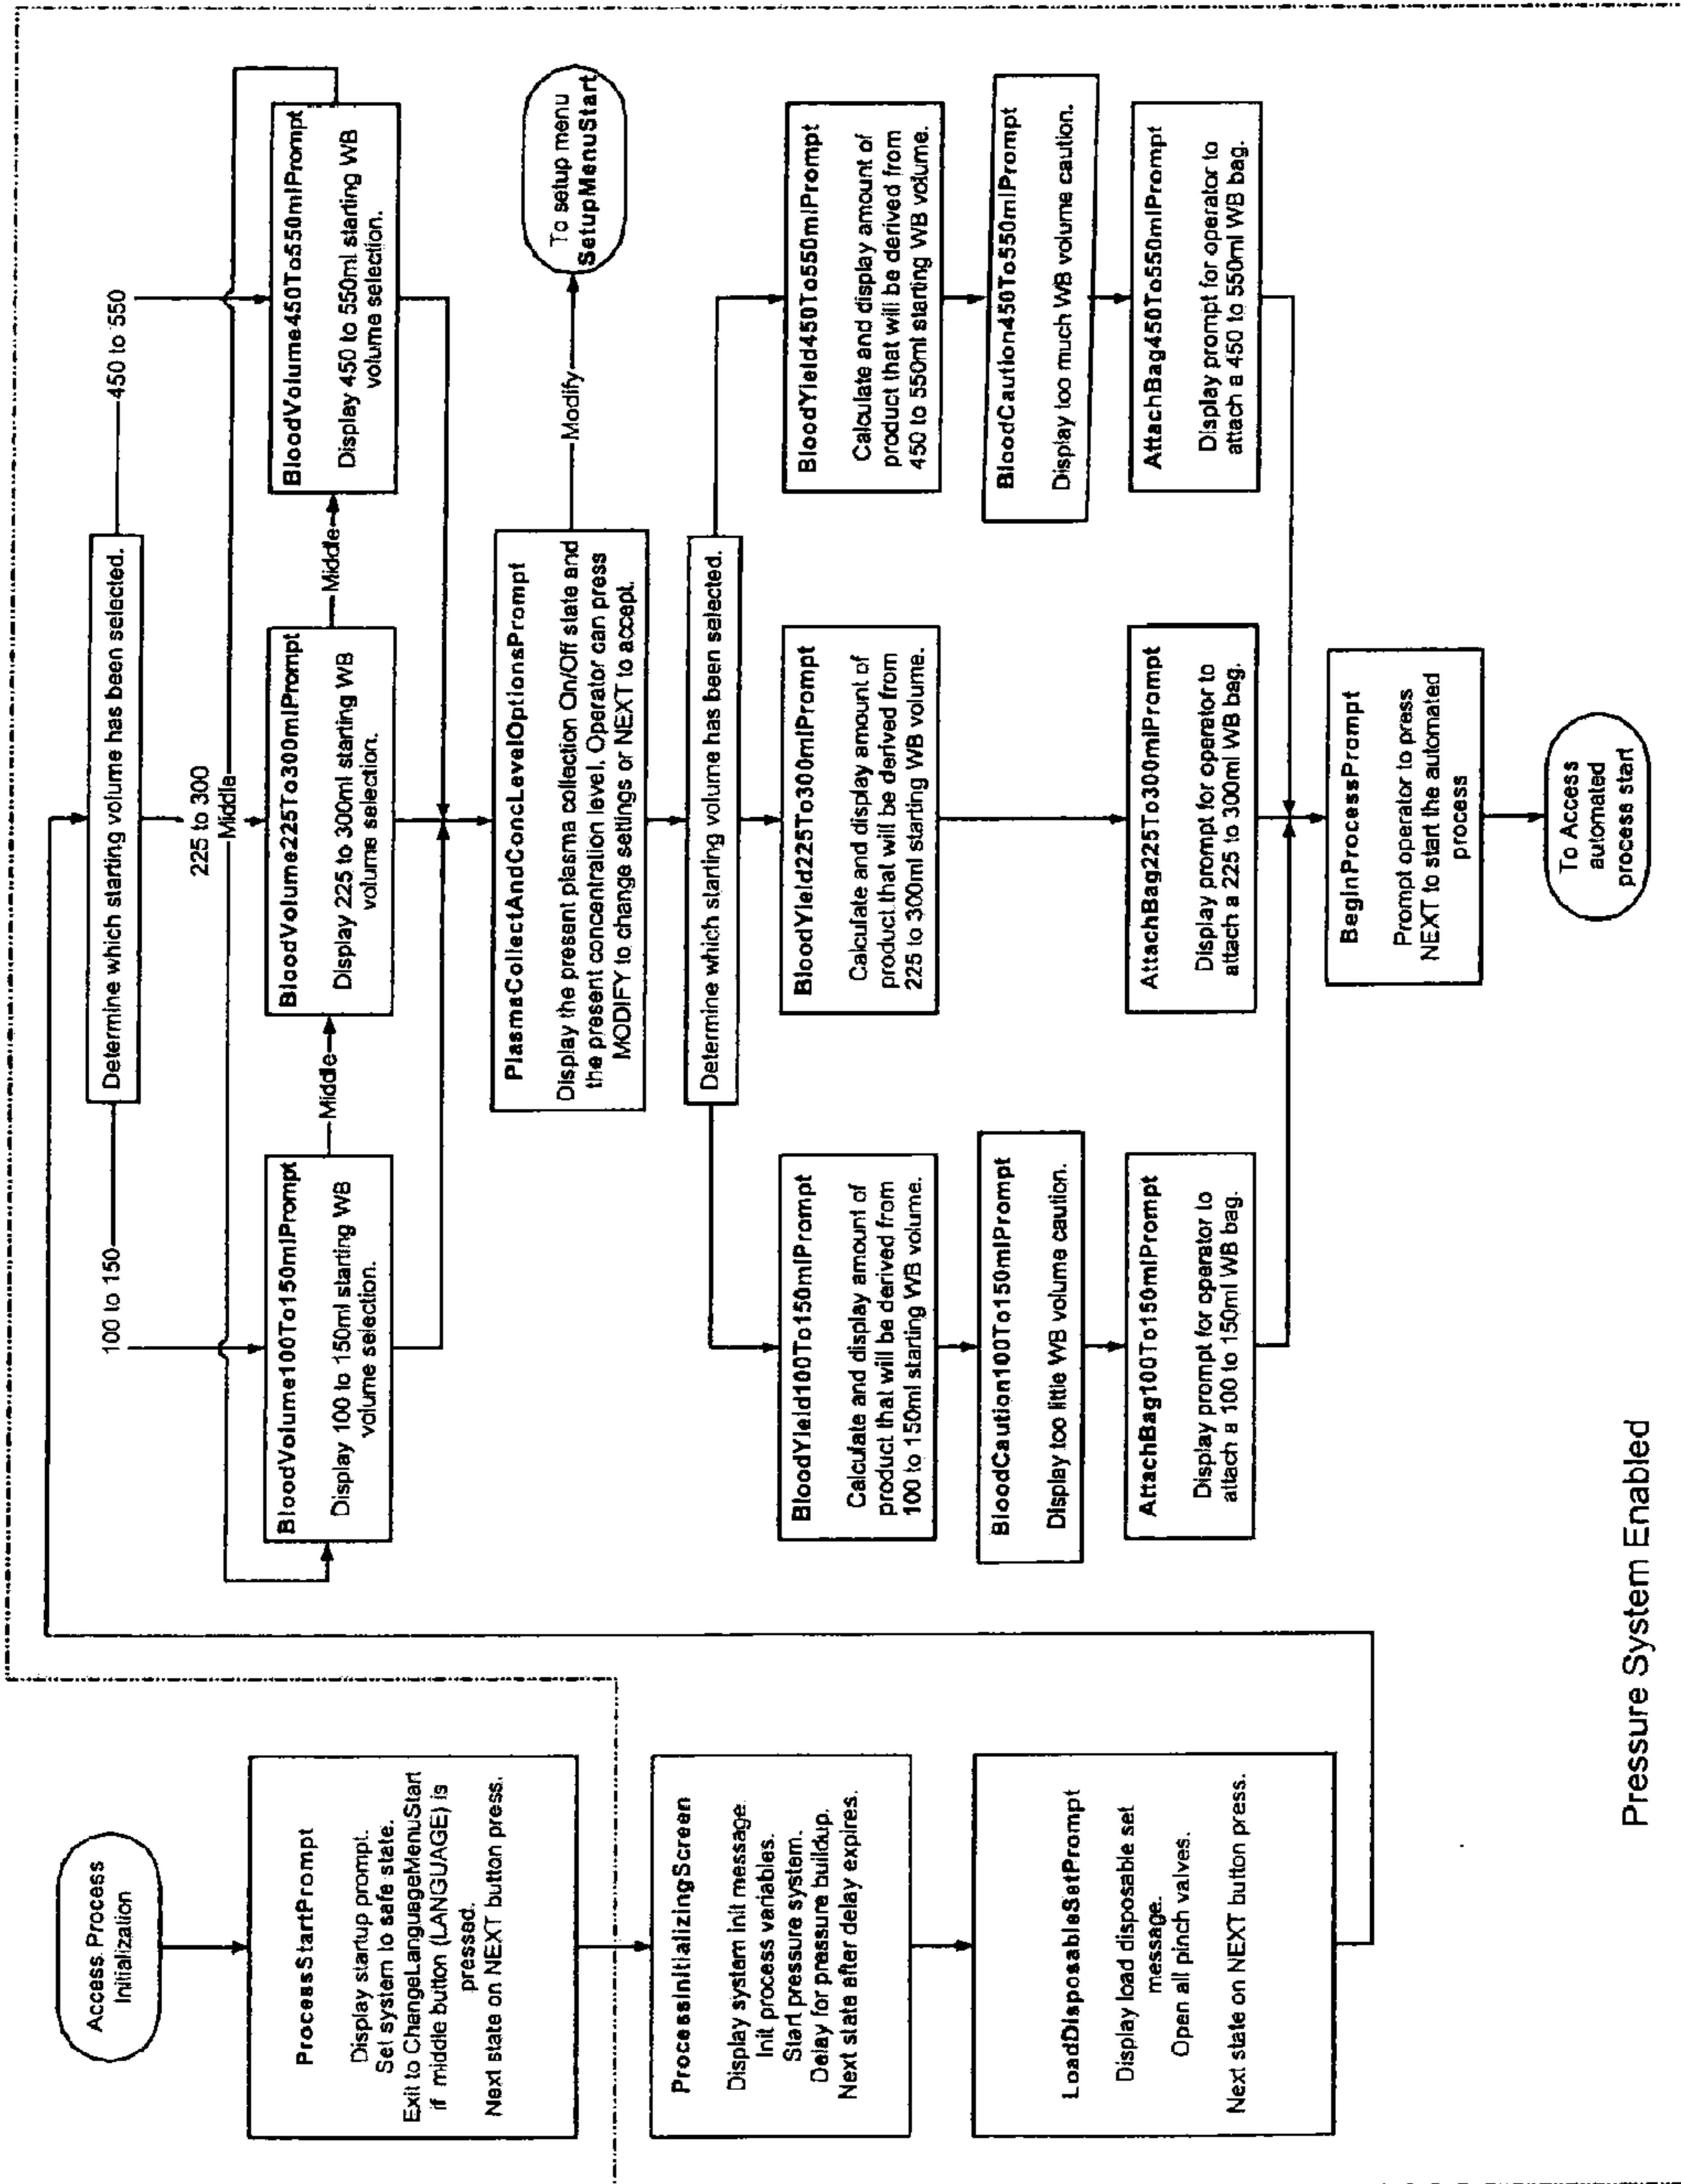 Access Process
Initialization
ProcessStartPrompt
Display startup prompt.
Set system to safe state.
Exit to ChangeLanguageMenuStart
if middle button (LANGUAGE) is
pressed.
Next state on NEXT button press.
ProcessInitializingScreen
Display system init message.
Init process variables.
Start pressure system.
Delay for pressure buildup.
Next state after delay expires.
LoadDisposableSetPrompt
Display load disposable set
message.
Open all pinch valves.
Next state on NEXT button press.
Determine which starting volume has been selected.
100 to 150
225 to 300
450 to 550
Middle
BloodVolume100To150mlPrompt
Display 100 to 150ml starting WB
volume selection.
Middle
BloodVolume225To300mlPrompt
Display 225 to 300ml starting WB
volume selection.
Middle
BloodVolume450To550mlPrompt
Display 450 to 550ml starting WB
volume selection.
PlasmaCollectAndConcLevelOptionsPrompt
Display the present plasma collection On/Off state and
the present concentration level. Operator can press
MODIFY to change settings or NEXT to accept.
Modify
To setup menu
SetupMenuStart
Determine which starting volume has been selected.
BloodYield100To150mlPrompt
Calculate and display amount of
product that will be derived from
100 to 150ml starting WB volume.
BloodYield225To300mlPrompt
Calculate and display amount of
product that will be derived from
225 to 300ml starting WB volume.
BloodYield450To550mlPrompt
Calculate and display amount of
product that will be derived from
450 to 550ml starting WB volume.
BloodCaution100To150mlPrompt
Display too little WB volume caution.
BloodCaution450To550mlPrompt
Display too much WB volume caution.
AttachBag100To150mlPrompt
Display prompt for operator to
attach a 100 to 150ml WB bag.
AttachBag225To300mlPrompt
Display prompt for operator to
attach a 225 to 300ml WB bag.
AttachBag450To550mlPrompt
Display prompt for operator to
attach a 450 to 550ml WB bag.
BeginProcessPrompt
Prompt operator to press
NEXT to start the automated
process
To Access
automated
process start
Pressure System Enabled